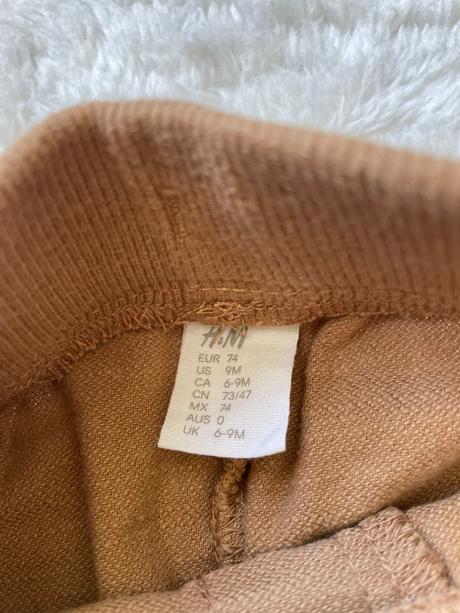 H&M
EUR 74
US 9M
CA 6-9M
CN 73/47
MX 74
AUS 0
UK 6-9M